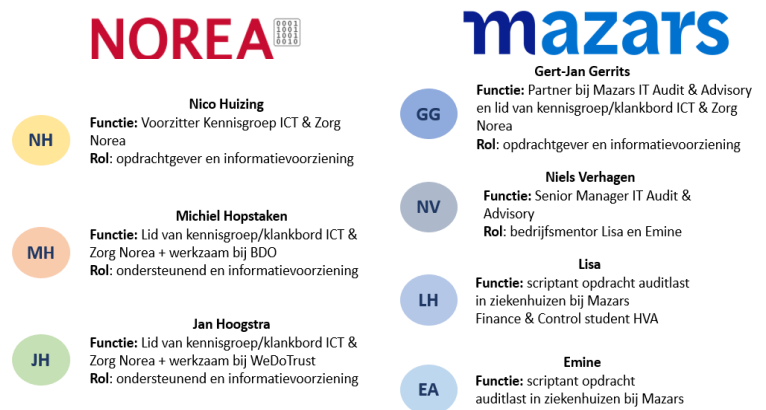 NOREA
0001
1001
1001
0010
Nico Huizing
NH
Functie: Voorzitter Kennisgroep ICT & Zorg
Norea
Rol: opdrachtgever en informatievoorziening
Michiel Hopstaken
MH
Functie: Lid van kennisgroep/klankbord ICT &
Zorg Norea + werkzaam bij BDO
Rol: ondersteunend en informatievoorziening
Jan Hoogstra
JH
Functie: Lid van kennisgroep/klankbord ICT &
Zorg Norea + werkzaam bij WeDoTrust
Rol: ondersteunend en informatievoorziening
mazars
Gert-Jan Gerrits
GG
Functie: Partner bij Mazars IT Audit & Advisory
en lid van kennisgroep/klankbord ICT & Zorg
Norea
Rol: opdrachtgever en informatievoorziening
Niels Verhagen
NV
Functie: Senior Manager IT Audit &
Advisory
Rol: bedrijfsmentor Lisa en Emine
Lisa
LH
Functie: scriptant opdracht auditlast
in ziekenhuizen bij Mazars
Finance & Control student HVA
Emine
EA
Functie: scriptant opdracht
auditlast in ziekenhuizen bij Mazars